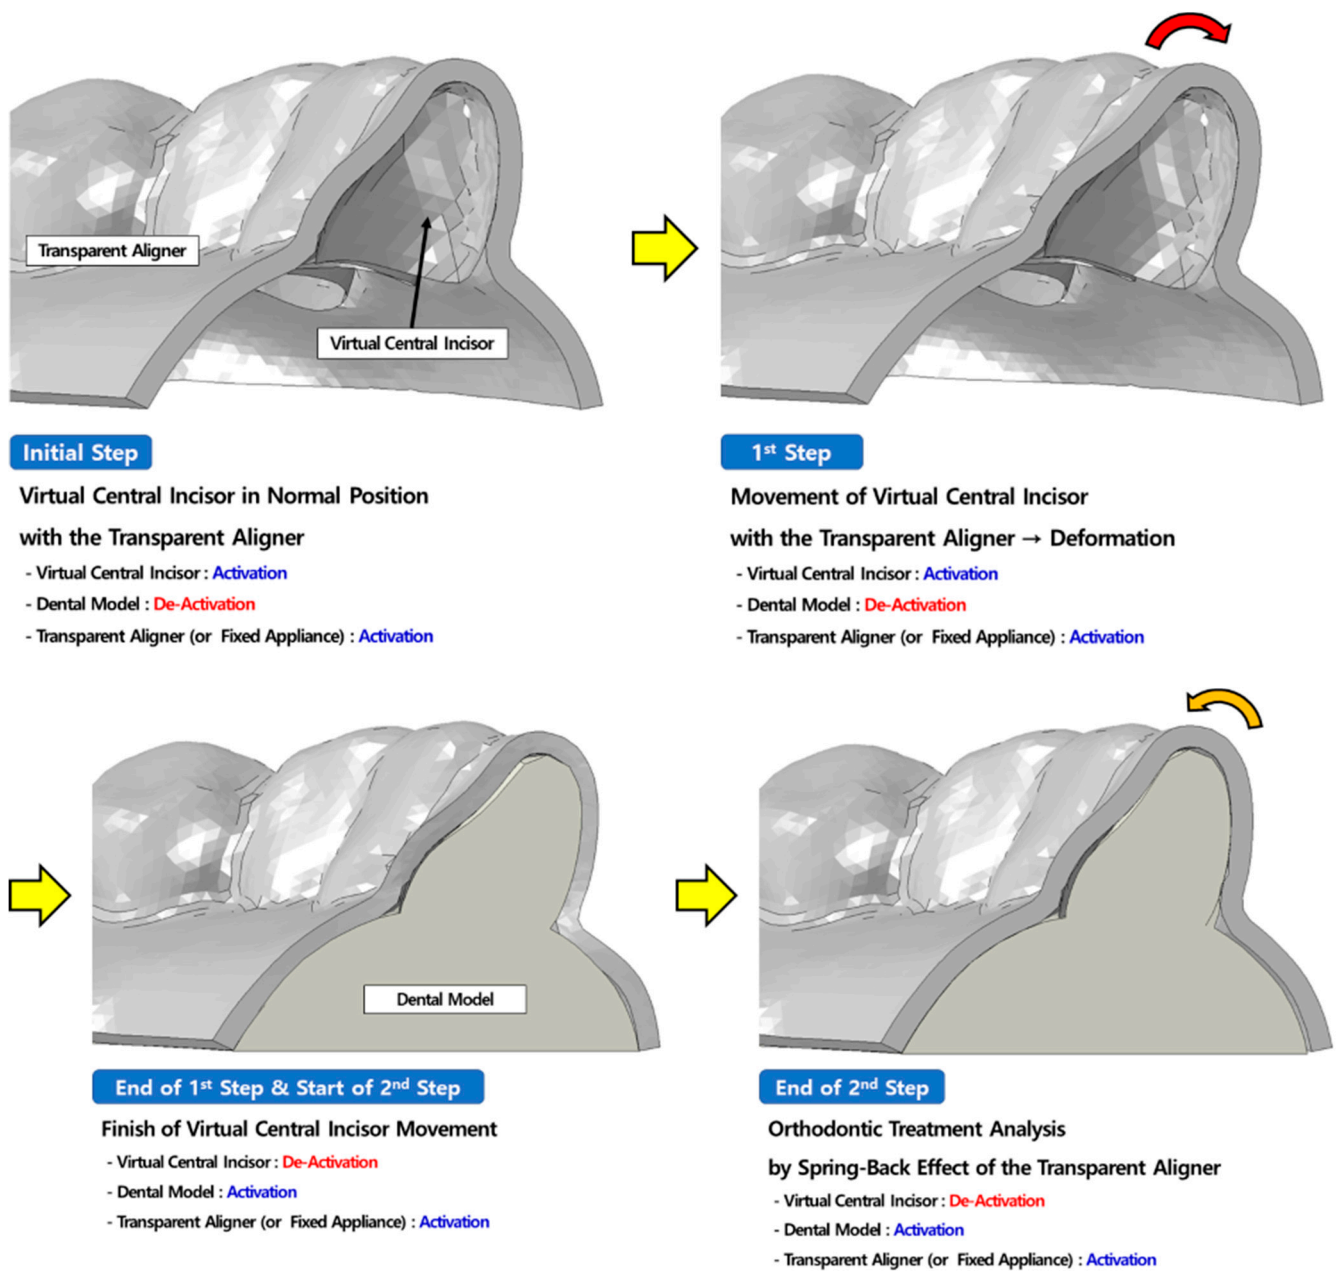 Transparent Aligner
Virtual Central Incisor
Initial Step
Virtual Central Incisor in Normal Position
with the Transparent Aligner
- Virtual Central Incisor : Activation
- Dental Model : De-Activation
- Transparent Aligner (or Fixed Appliance) : Activation
1st Step
Movement of Virtual Central Incisor
with the Transparent Aligner → Deformation
- Virtual Central Incisor : Activation
- Dental Model : De-Activation
- Transparent Aligner (or Fixed Appliance) : Activation
Dental Model
End of 1st Step & Start of 2nd Step
Finish of Virtual Central Incisor Movement
- Virtual Central Incisor : De-Activation
- Dental Model : Activation
- Transparent Aligner (or Fixed Appliance) : Activation
End of 2nd Step
Orthodontic Treatment Analysis
by Spring-Back Effect of the Transparent Aligner
- Virtual Central Incisor : De-Activation
- Dental Model : Activation
- Transparent Aligner (or Fixed Appliance) : Activation